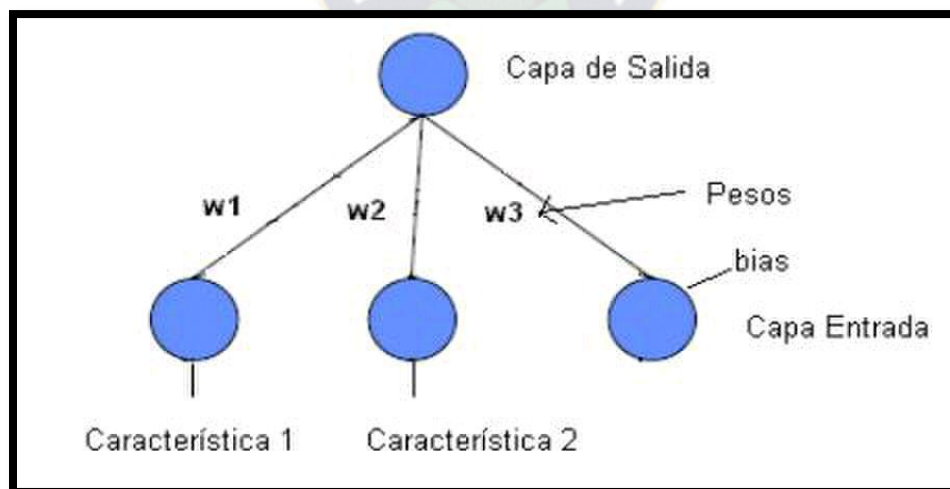 Capa de Salida
w1
w2
w3
Pesos
bias
Capa Entrada
Característica 1
Característica 2